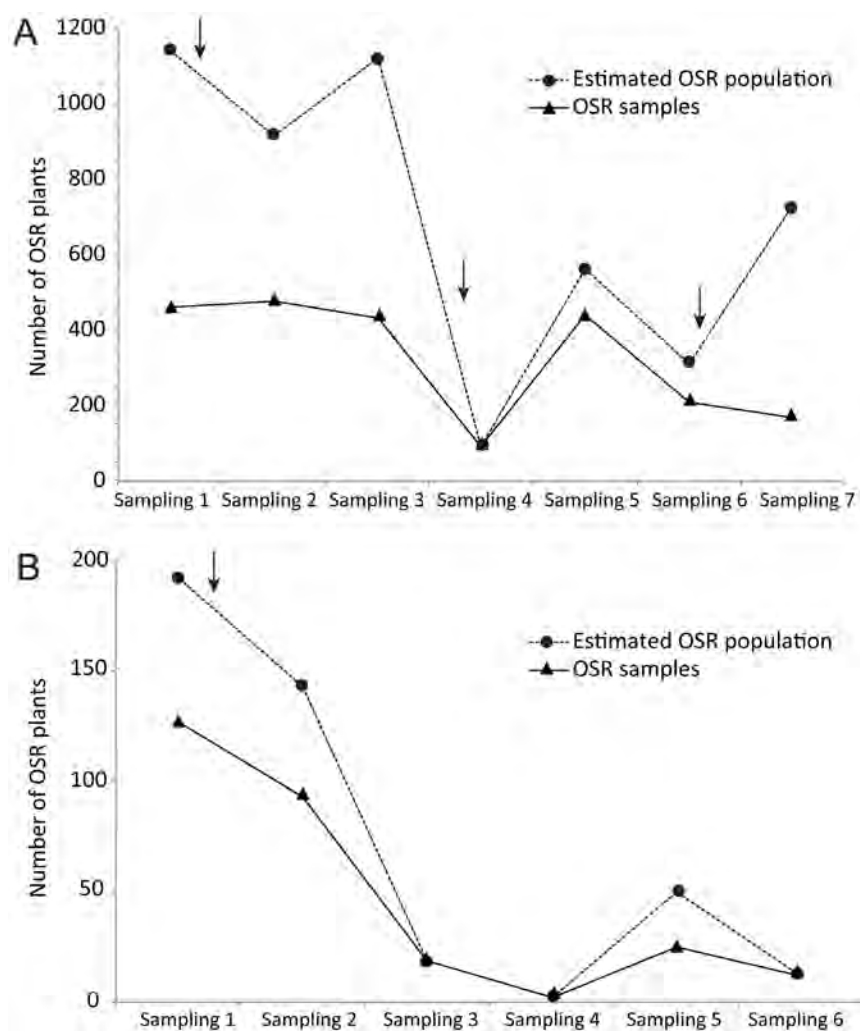 A
1200
1000
800
600
400
200
0
Number of OSR plants
Estimated OSR population
OSR samples
Sampling 1 Sampling 2 Sampling 3 Sampling 4 Sampling 5 Sampling 6 Sampling 7
B
200
150
100
50
0
Number of OSR plants
Estimated OSR population
OSR samples
Sampling 1 Sampling 2 Sampling 3 Sampling 4 Sampling 5 Sampling 6